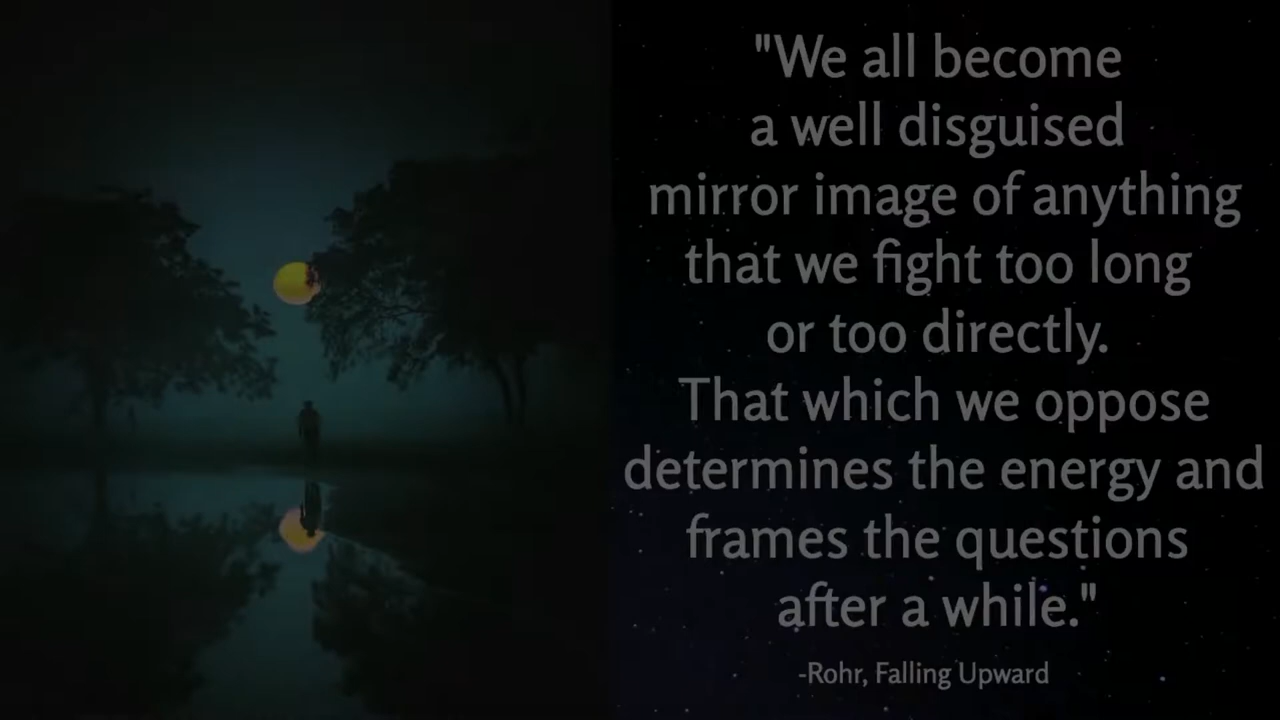 "We all become
a well disguised
mirror image of anything
that we fight too long
or too directly.
That which we oppose
determines the energy and
frames the questions
after a while."
-Rohr, Falling Upward